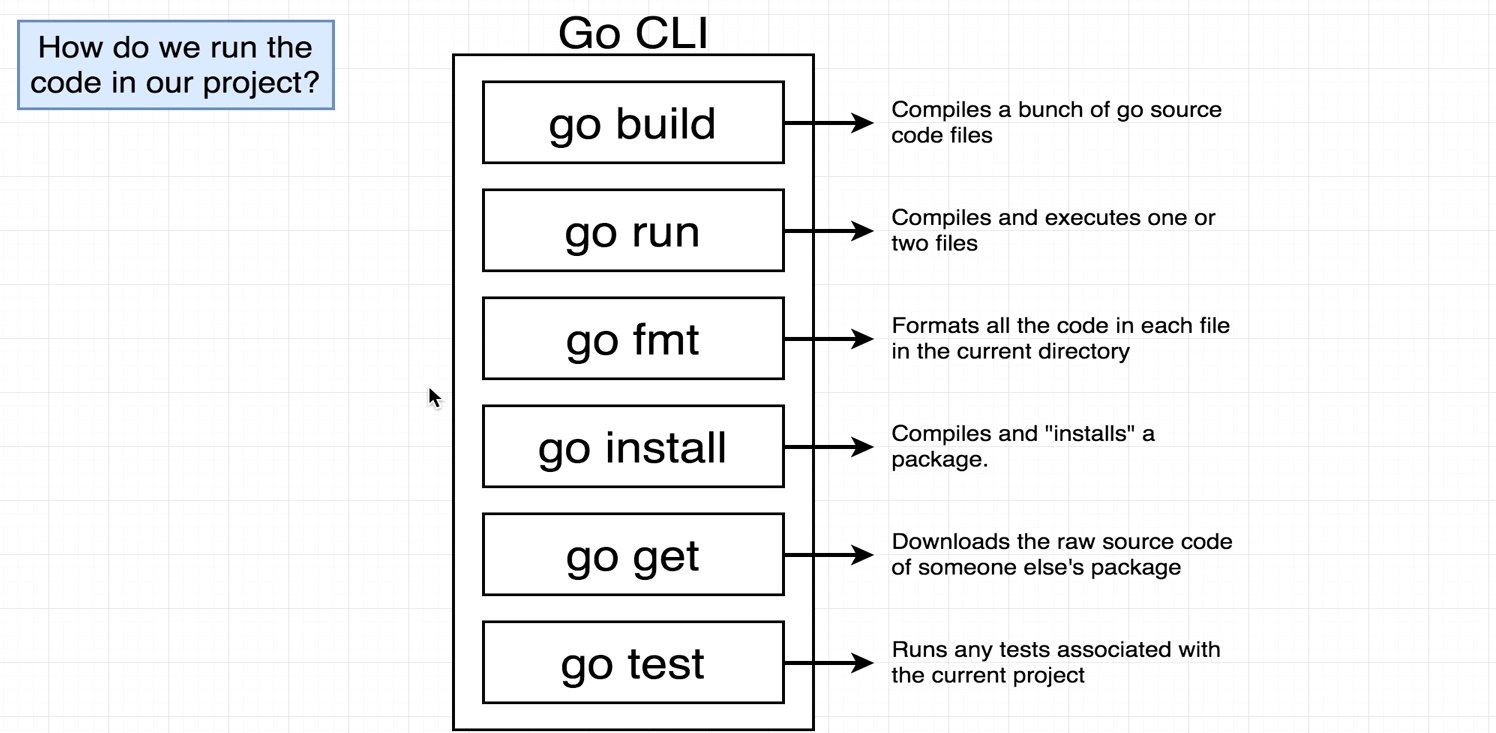 How do we run the
code in our project?
Go CLI
go build
Compiles a bunch of go source
code files
go run
Compiles and executes one or
two files
go fmt
Formats all the code in each file
in the current directory
go install
Compiles and "installs" a
package.
go get
Downloads the raw source code
of someone else's package
go test
Runs any tests associated with
the current project